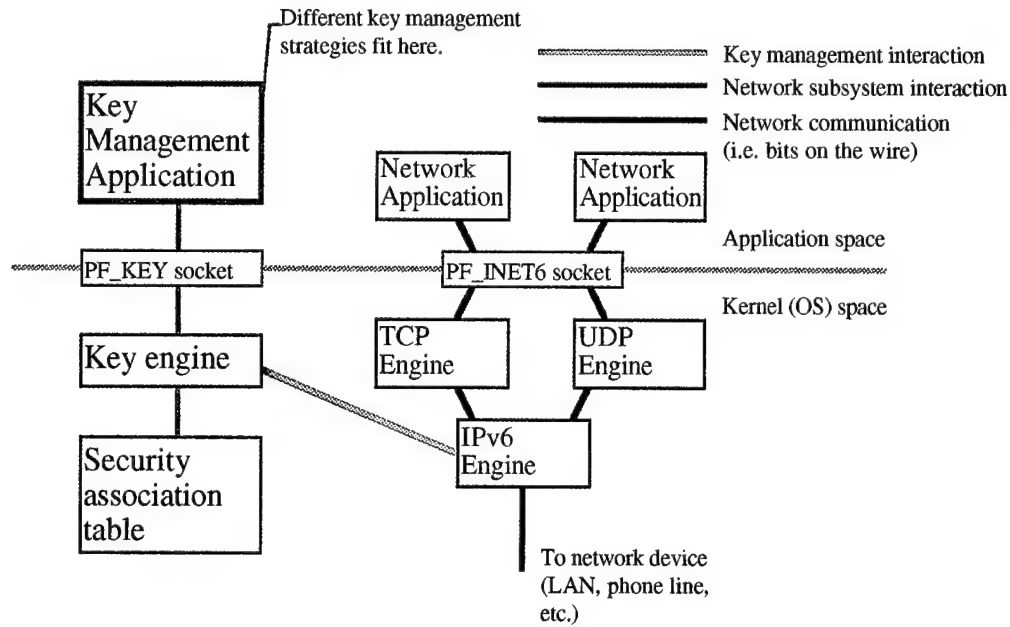 Different key management
strategies fit here.
Key management interaction
Network subsystem interaction
Network communication
(i.e. bits on the wire)
Key
Management
Application
Network
Application
Network
Application
Application space
PF_KEY socket
PF_INET6 socket
Kernel (OS) space
TCP
Engine
UDP
Engine
Key engine
IPv6
Engine
Security
association
table
To network device
(LAN, phone line,
etc.)